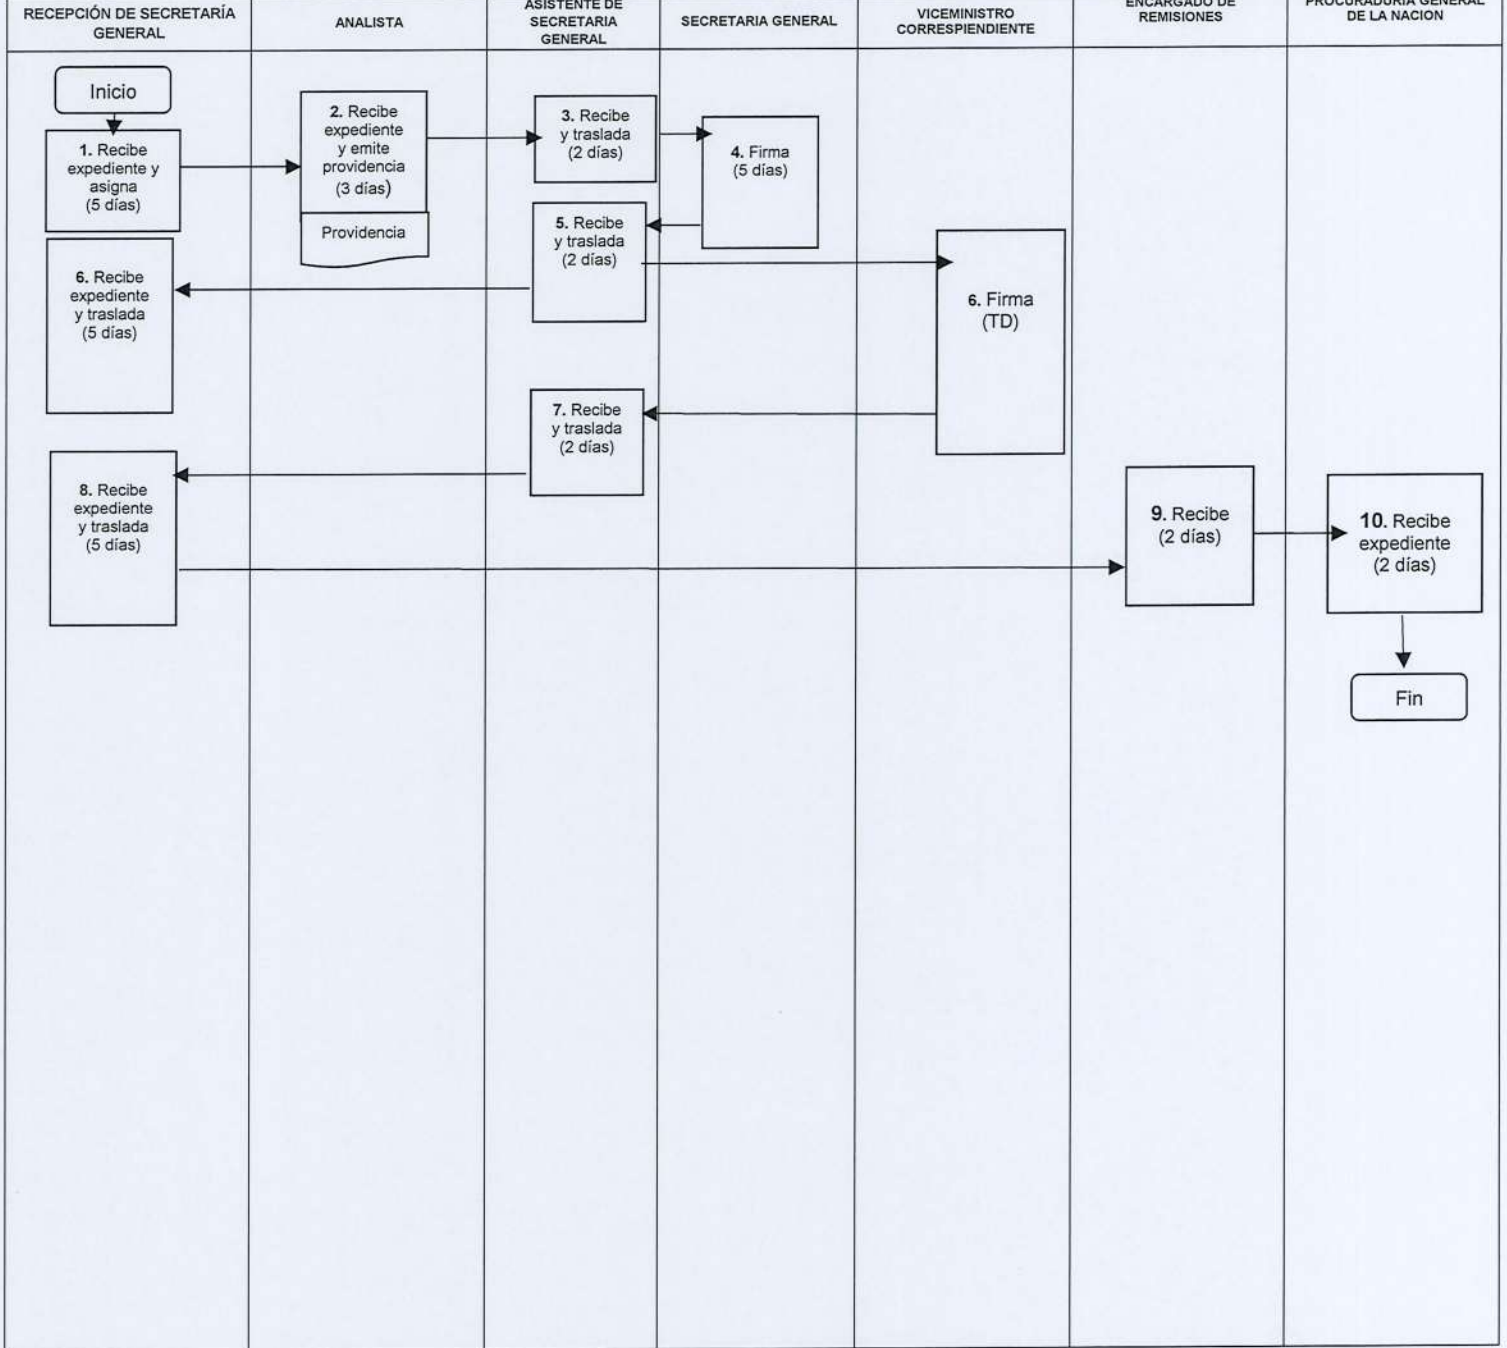 RECEPCIÓN DE SECRETARÍA
GENERAL
ANALISTA
ASISTENTE DE
SECRETARIA
GENERAL
SECRETARIA GENERAL
VICEMINISTRO
CORRESPIENDIENTE
ENCARGADO DE
REMISIONES
PROCURADURIA GENERAL
DE LA NACION
Inicio
1. Recibe
expediente y
asigna
(5 días)
2. Recibe
expediente
y emite
providencia
(3 días)
Providencia
3. Recibe
y traslada
(2 días)
4. Firma
(5 días)
5. Recibe
y traslada
(2 días)
6. Recibe
expediente
y traslada
(5 días)
6. Firma
(TD)
7. Recibe
y traslada
(2 días)
8. Recibe
expediente
y traslada
(5 días)
9. Recibe
(2 días)
10. Recibe
expediente
(2 días)
Fin